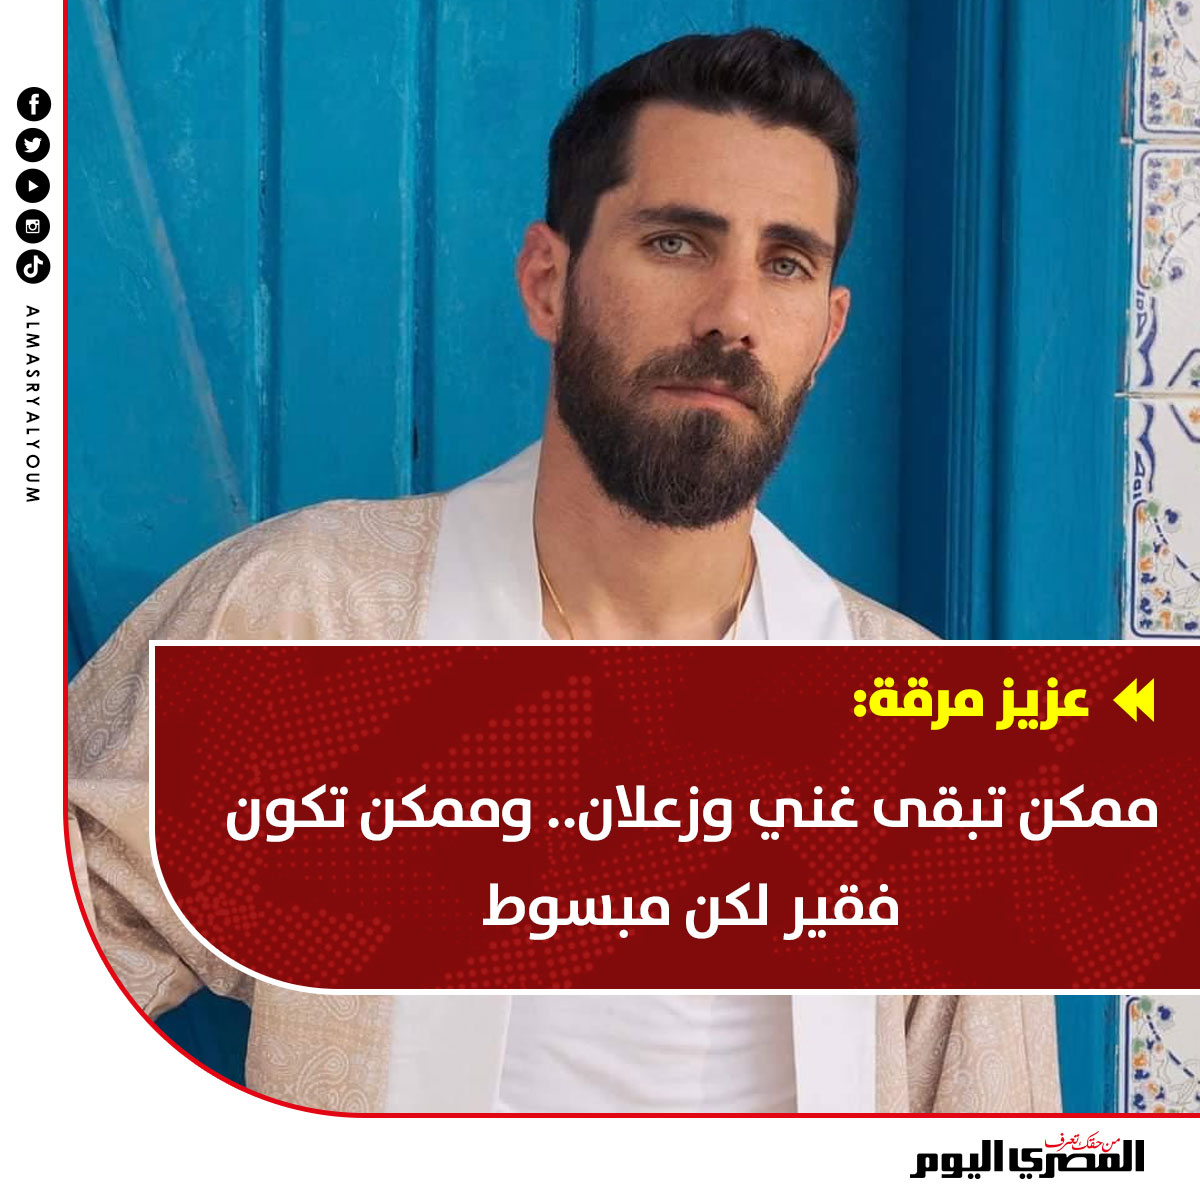 ALMASRYALYOUM
عزيز مرقة:
ممكن تبقى غني وزعلان.. وممكن تكون
فقير لكن مبسوط
من حقك تعرف
المصري اليوم